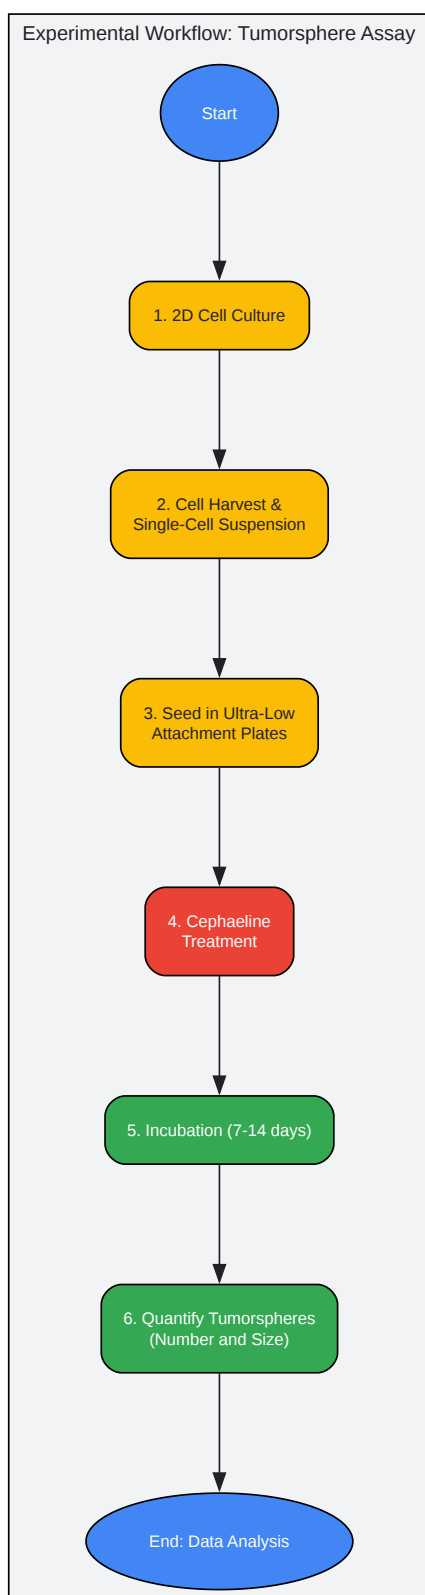 Experimental Workflow: Tumorsphere Assay
Start
1. 2D Cell Culture
2. Cell Harvest &
Single-Cell Suspension
3. Seed in Ultra-Low
Attachment Plates
4. Cephaeline
Treatment
5. Incubation (7-14 days)
6. Quantify Tumorspheres
(Number and Size)
End: Data Analysis